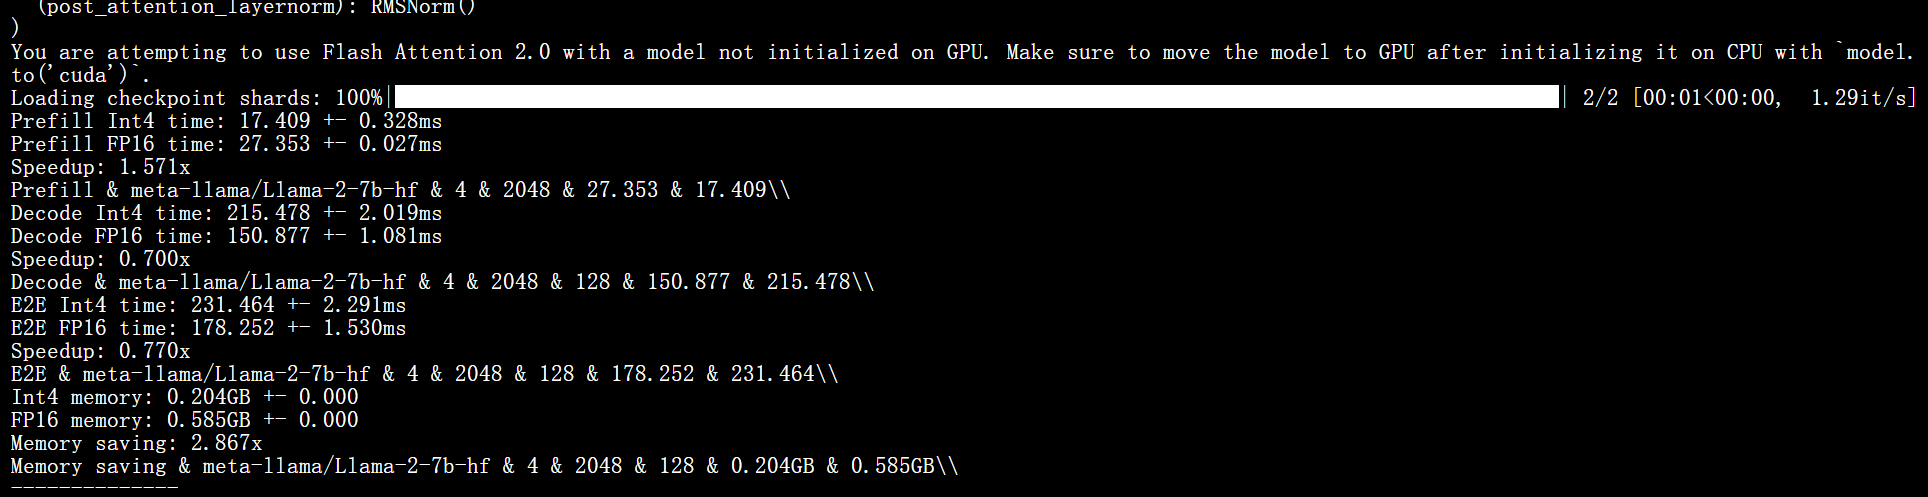 (post_attention_layernorm): RMSNorm()
)
You are attempting to use Flash Attention 2.0 with a model not initialized on GPU. Make sure to move the model to GPU after initializing it on CPU with `model.
to('cuda')`.
Loading checkpoint shards: 100%| | 2/2 [00:01<00:00,  1.29it/s]
Prefill Int4 time: 17.409 +- 0.328ms
Prefill FP16 time: 27.353 +- 0.027ms
Speedup: 1.571x
Prefill & meta-llama/Llama-2-7b-hf & 4 & 2048 & 27.353 & 17.409\\
Decode Int4 time: 215.478 +- 2.019ms
Decode FP16 time: 150.877 +- 1.081ms
Speedup: 0.700x
Decode & meta-llama/Llama-2-7b-hf & 4 & 2048 & 128 & 150.877 & 215.478\\
E2E Int4 time: 231.464 +- 2.291ms
E2E FP16 time: 178.252 +- 1.530ms
Speedup: 0.770x
E2E & meta-llama/Llama-2-7b-hf & 4 & 2048 & 128 & 178.252 & 231.464\\
Int4 memory: 0.204GB +- 0.000
FP16 memory: 0.585GB +- 0.000
Memory saving: 2.867x
Memory saving & meta-llama/Llama-2-7b-hf & 4 & 2048 & 128 & 0.204GB & 0.585GB\\
--------------